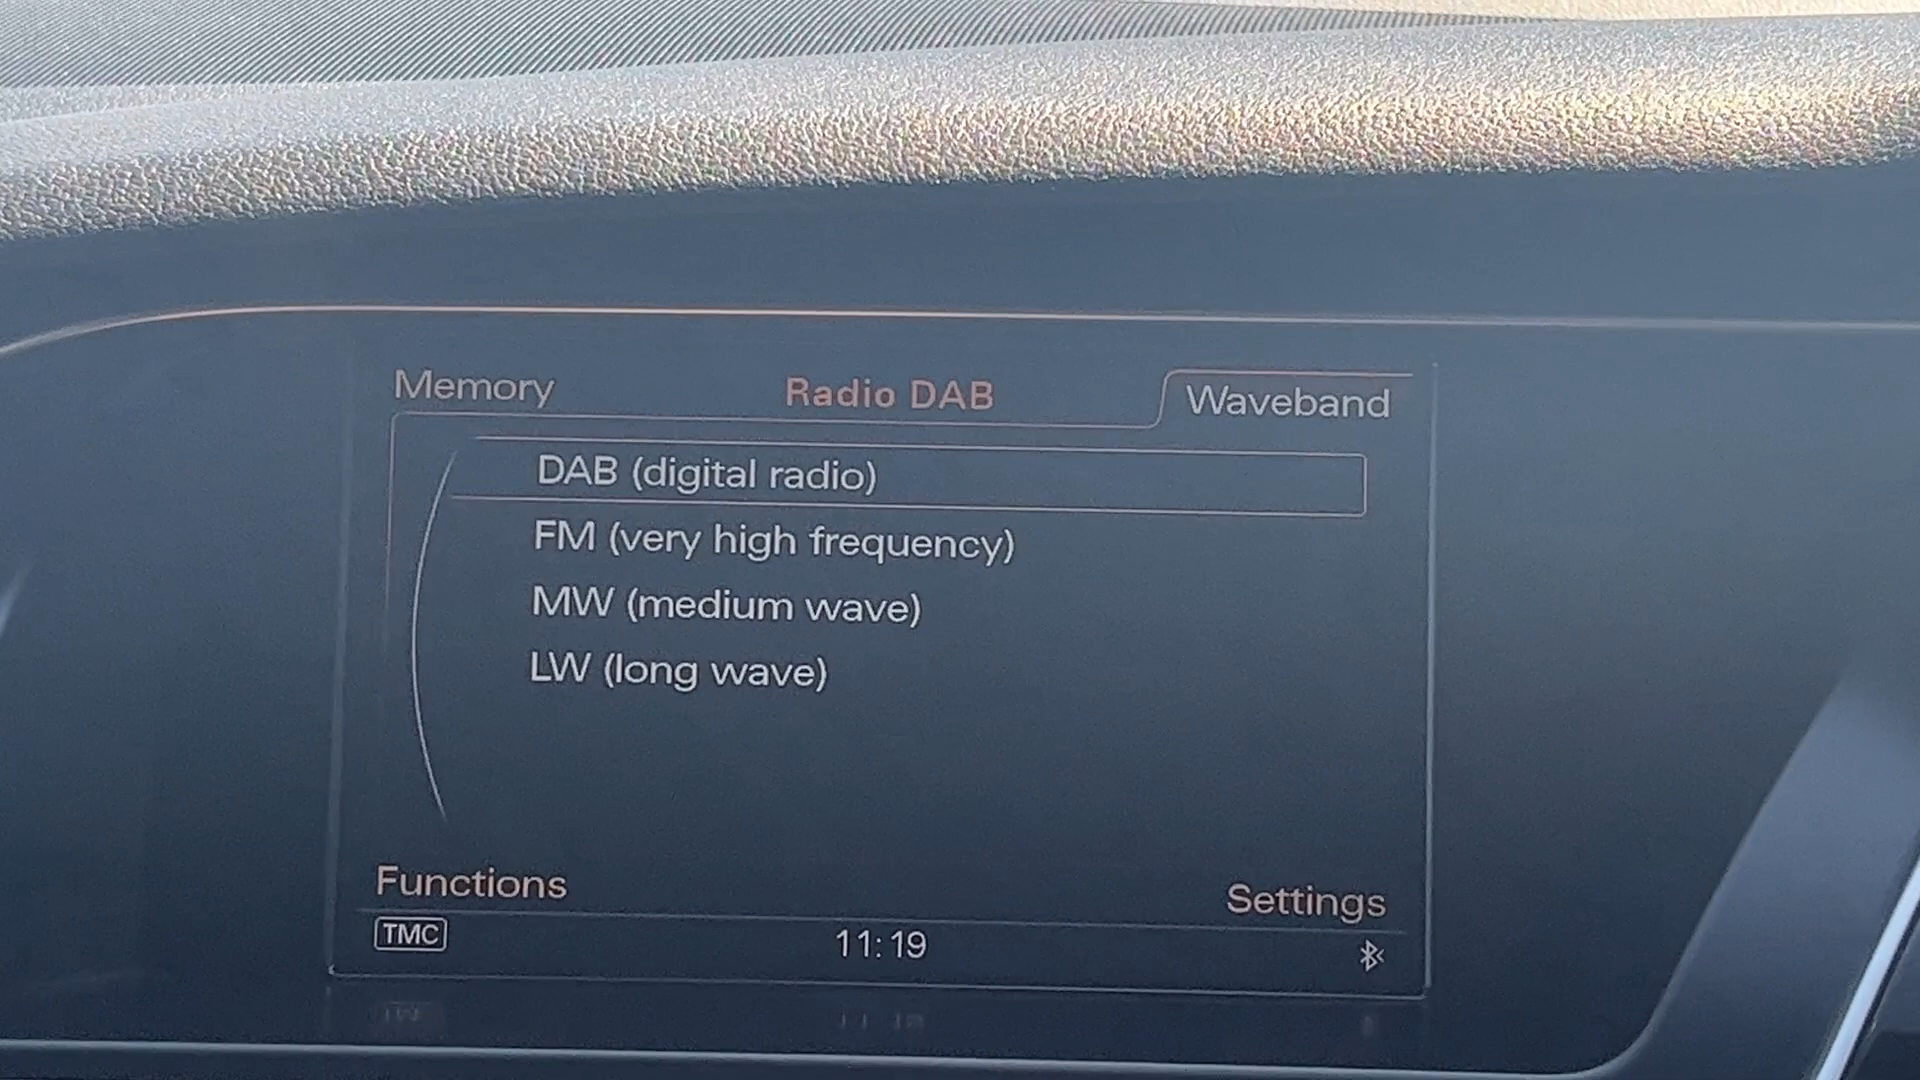 Memory Radio DAB Waveband
DAB (digital radio)
FM (very high frequency)
MW (medium wave)
LW (long wave)
Functions Settings
TMC 11:19